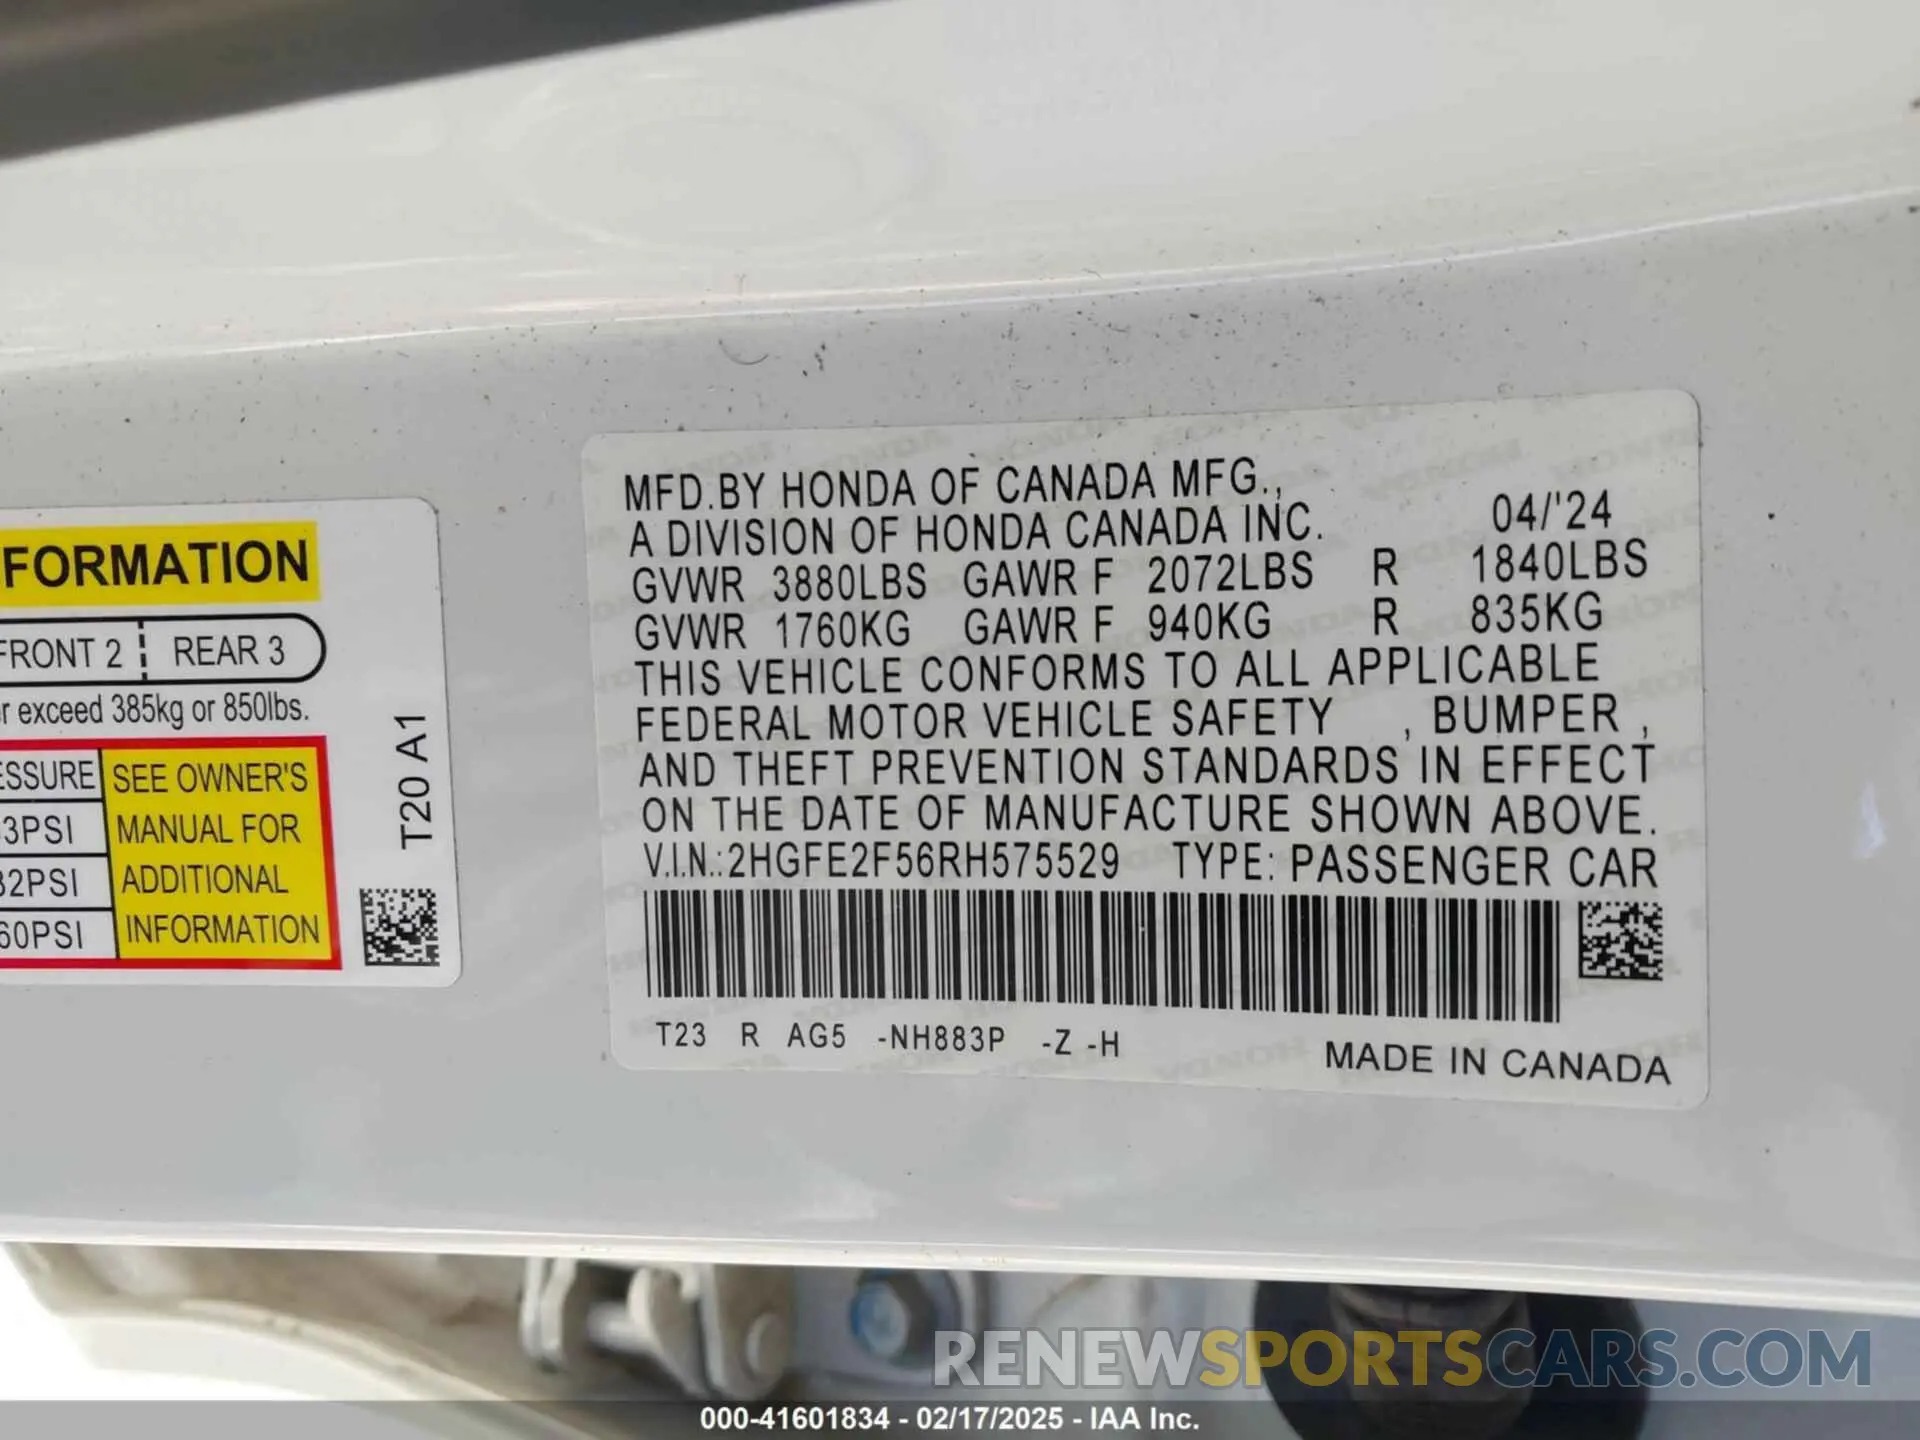 FORMATION
FRONT 2 REAR 3
r exceed 385kg or 850lbs.
ESSURE SEE OWNER'S
3PSI MANUAL FOR
32PSI ADDITIONAL
60PSI INFORMATION
T20 A1
MFD.BY HONDA OF CANADA MFG.,
A DIVISION OF HONDA CANADA INC. 04/'24
GVWR 3880LBS GAWR F 2072LBS R 1840LBS
GVWR 1760KG GAWR F 940KG R 835KG
THIS VEHICLE CONFORMS TO ALL APPLICABLE
FEDERAL MOTOR VEHICLE SAFETY , BUMPER ,
AND THEFT PREVENTION STANDARDS IN EFFECT
ON THE DATE OF MANUFACTURE SHOWN ABOVE.
V.I.N.:2HGFE2F56RH575529 TYPE: PASSENGER CAR
T23 R AG5 -NH883P -Z -H
MADE IN CANADA
RENEWSPORTSCARS.COM
000-41601834 - 02/17/2025 - IAA Inc.